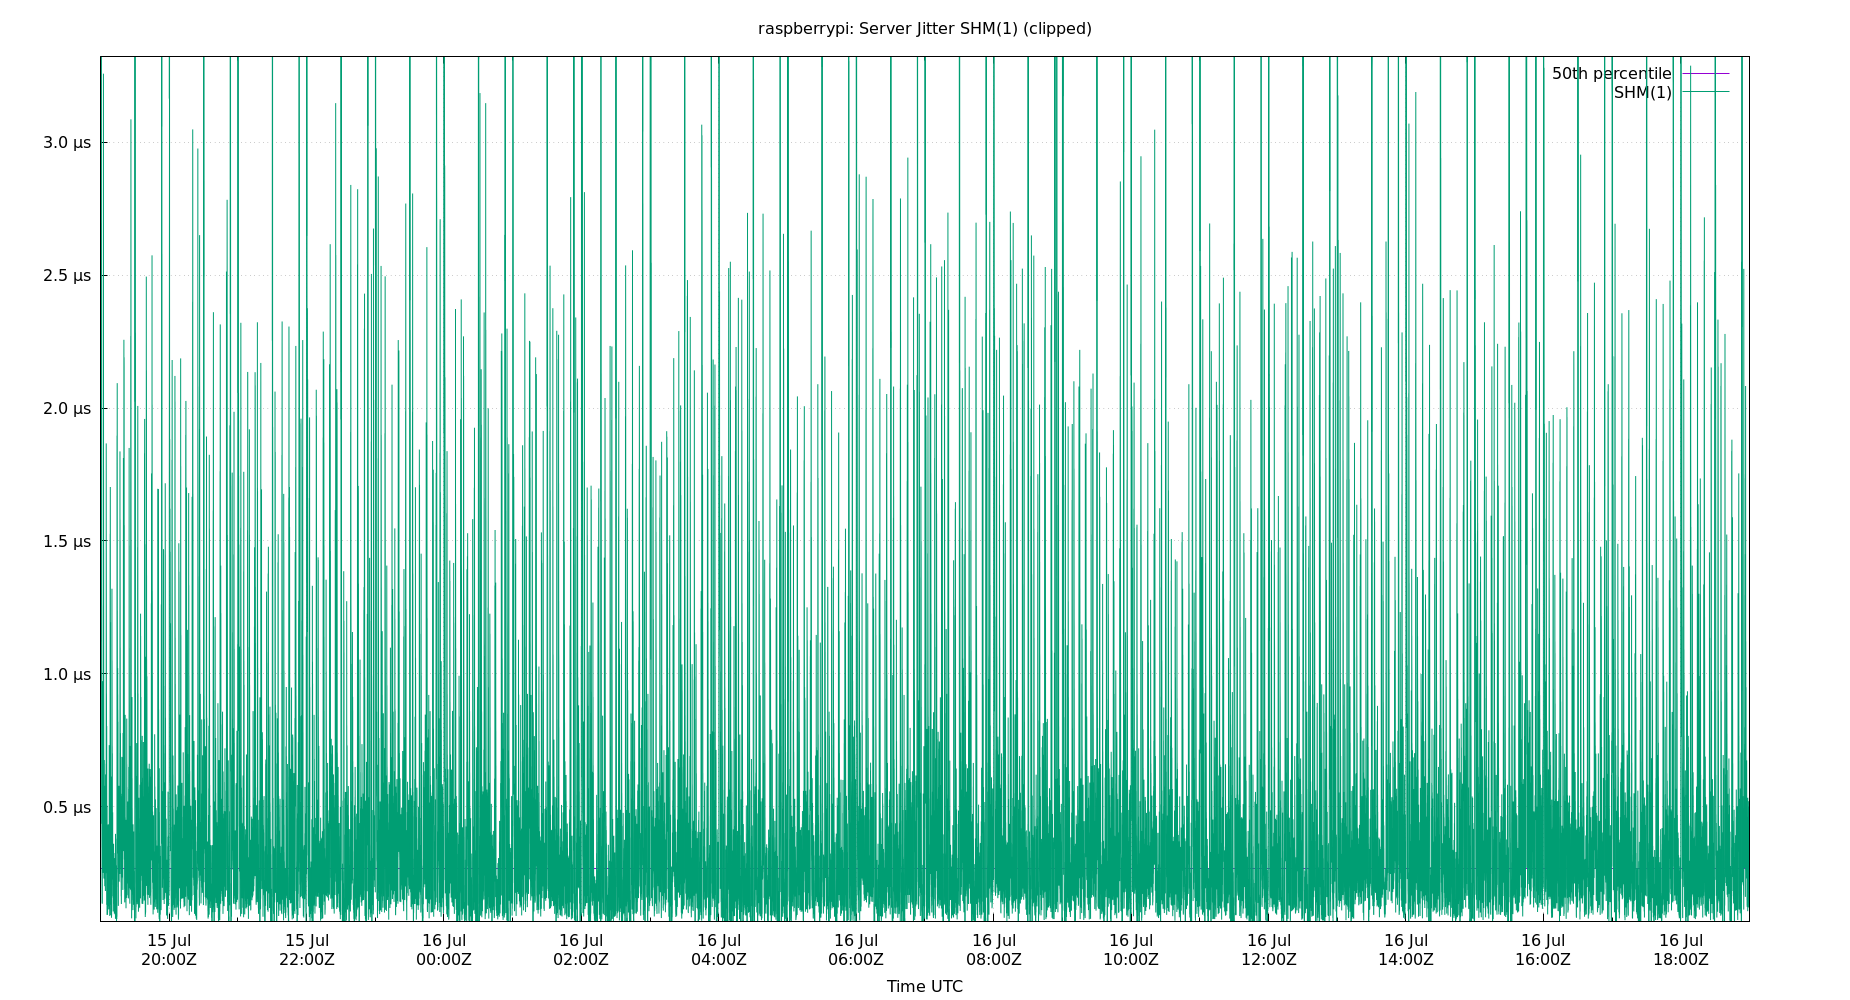 raspberrypi: Server Jitter SHM(1) (clipped)
50th percentile
SHM(1)
3.0 μs
2.5 μs
2.0 μs
1.5 μs
1.0 μs
0.5 μs
15 Jul 15 Jul 16 Jul 16 Jul 16 Jul 16 Jul 16 Jul 16 Jul 16 Jul 16 Jul 16 Jul 16 Jul
20:00Z 22:00Z 00:00Z 02:00Z 04:00Z 06:00Z 08:00Z 10:00Z 12:00Z 14:00Z 16:00Z 18:00Z
Time UTC